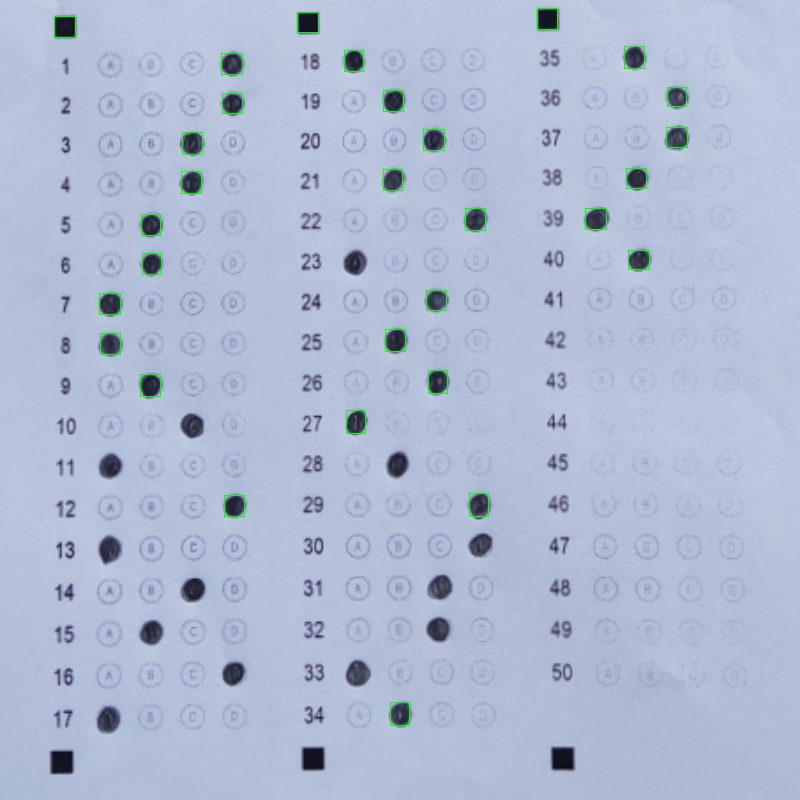 1 A B C
2 A B C
3 A B D
4 A B D
5 A C D
6 A C D
7 B C D
8 B C D
9 A C D
10 A B D
11 B C D
12 A B C
13 B C D
14 A B D
15 A C D
16 A B C
17 B C D
18 B C D
19 A C D
20 A B D
21 A C D
22 A B C
23 B C D
24 A B D
25 A C D
26 A B D
27
28 A C D
29 A B C
30 A B C
31 A B D
32 A B D
33 B C D
34 A C D
35
36 A B D
37 A B D
38 A
39 B C D
40 A
41 A B C D
42
43 A B C D
44
45 A B C D
46 A B C D
47 A B C D
48 A B C D
49 A B C D
50 A B C D